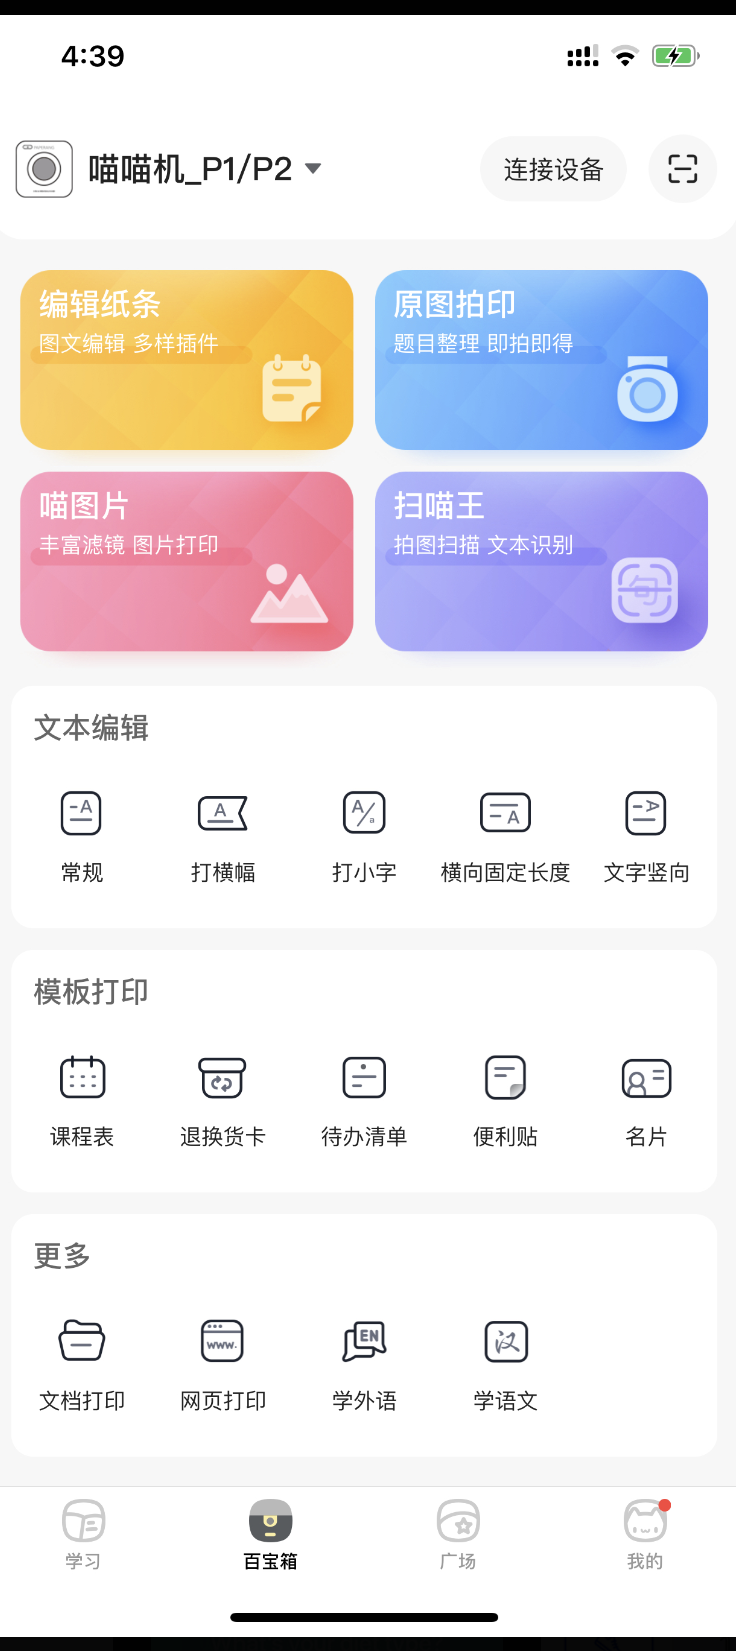 4:39
喵喵机_P1/P2
连接设备
编辑纸条
图文编辑 多样插件
原图拍印
题目整理 即拍即得
喵图片
丰富滤镜 图片打印
扫喵王
拍图扫描 文本识别
句
文本编辑
A
A
A/a
A
A
常规
打横幅
打小字
横向固定长度
文字竖向
模板打印
课程表
退换货卡
待办清单
便利贴
名片
更多
www.
EN
汉
文档打印
网页打印
学外语
学语文
学习
百宝箱
广场
我的